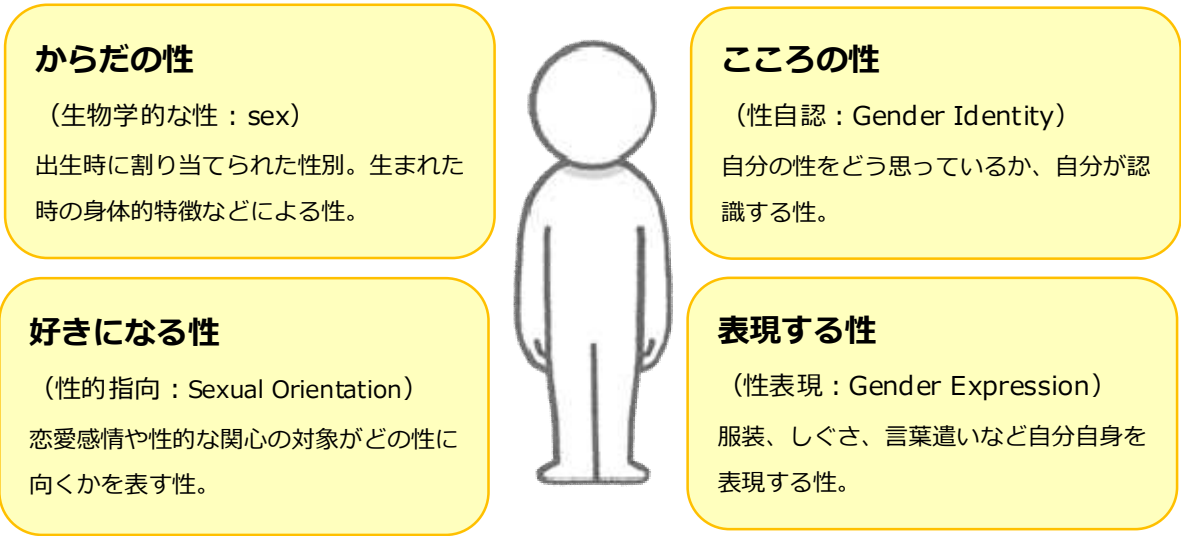 からだの性
（生物学的な性：sex）
出生時に割り当てられた性別。生まれた
時の身体的特徴などによる性。
こころの性
（性自認：Gender Identity）
自分の性をどう思っているか、自分が認
識する性。
好きになる性
（性的指向：Sexual Orientation）
恋愛感情や性的な関心の対象がどの性に
向くかを表す性。
表現する性
（性表現：Gender Expression）
服装、しぐさ、言葉遣いなど自分自身を
表現する性。